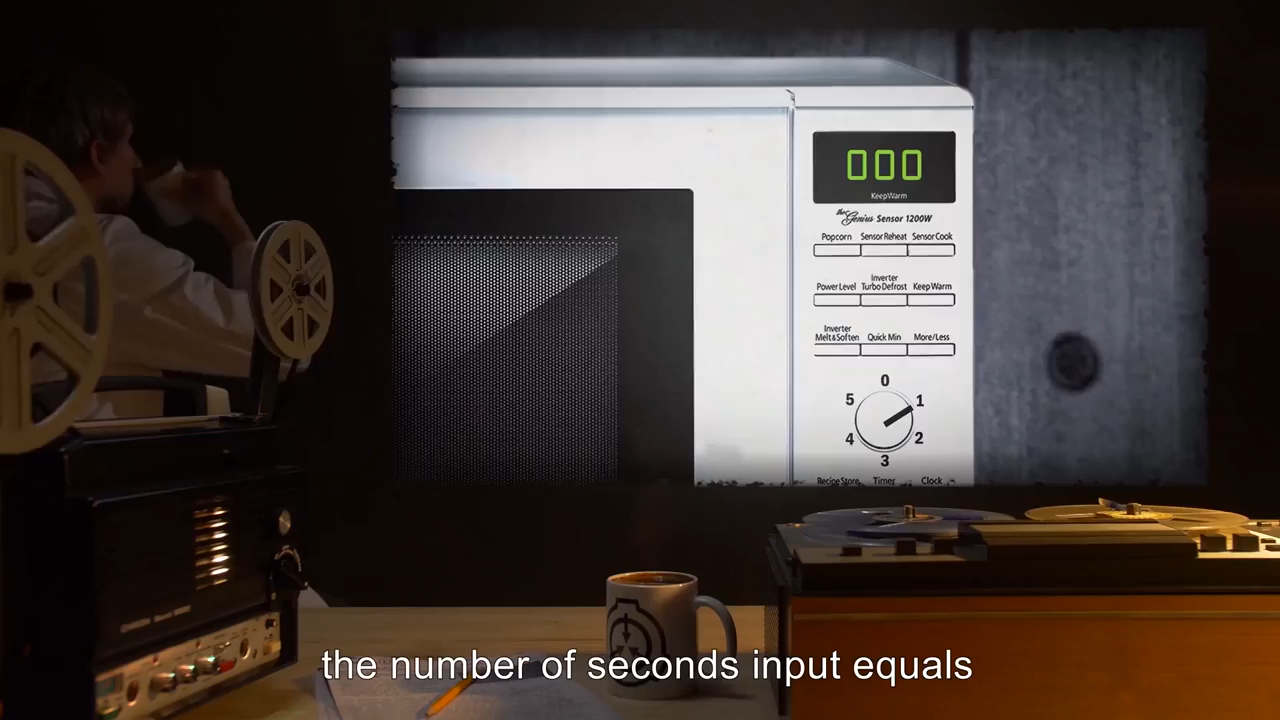 000
KeepWarm
the Genius Sensor 1200W
Popcorn Sensor Reheat Sensor Cook
Inverter
Power Level Turbo Defrost Keep Warm
Inverter
Melt&Soften Quick Min More/Less
0
5 1
4 2
3
Recipe Store Timer Clock
the number of seconds input equals